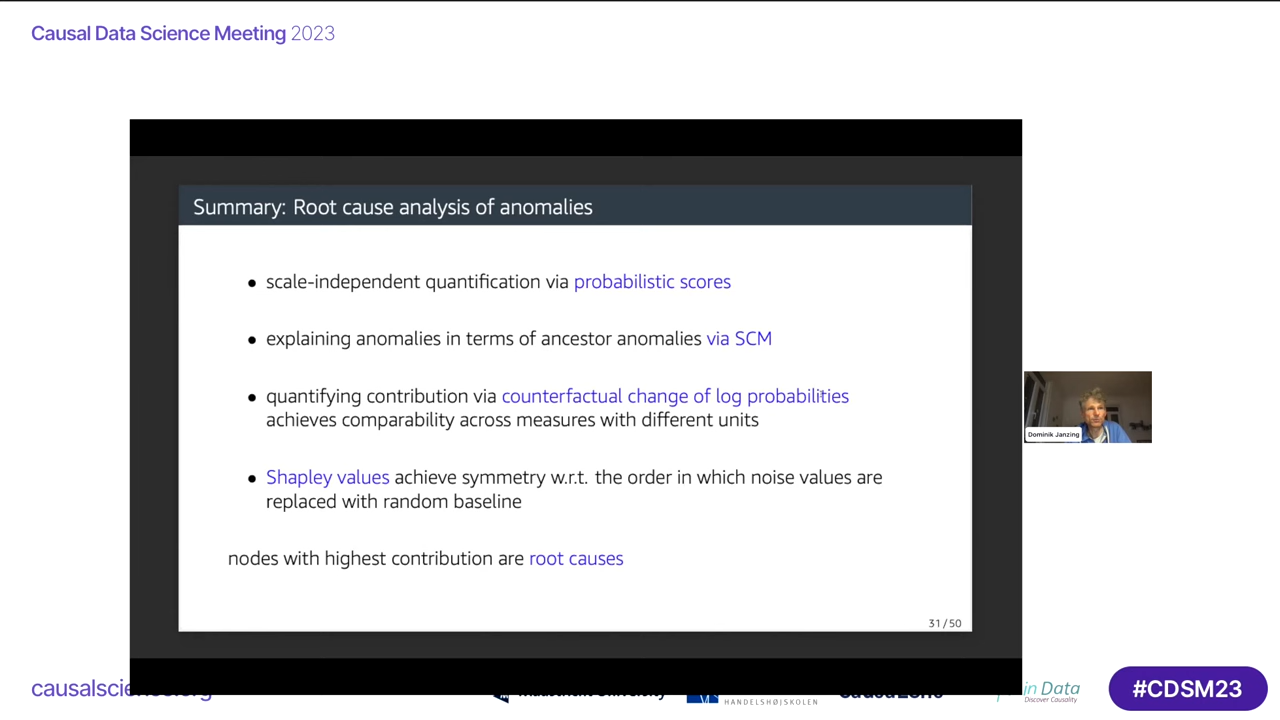 Causal Data Science Meeting 2023
Summary: Root cause analysis of anomalies
• scale-independent quantification via probabilistic scores
• explaining anomalies in terms of ancestor anomalies via SCM
• quantifying contribution via counterfactual change of log probabilities
achieves comparability across measures with different units
• Shapley values achieve symmetry w.r.t. the order in which noise values are
replaced with random baseline
nodes with highest contribution are root causes
31/50
Dominik Janzing
HANDELSHØJSKOLEN
in Data
Discover Causality
#CDSM23